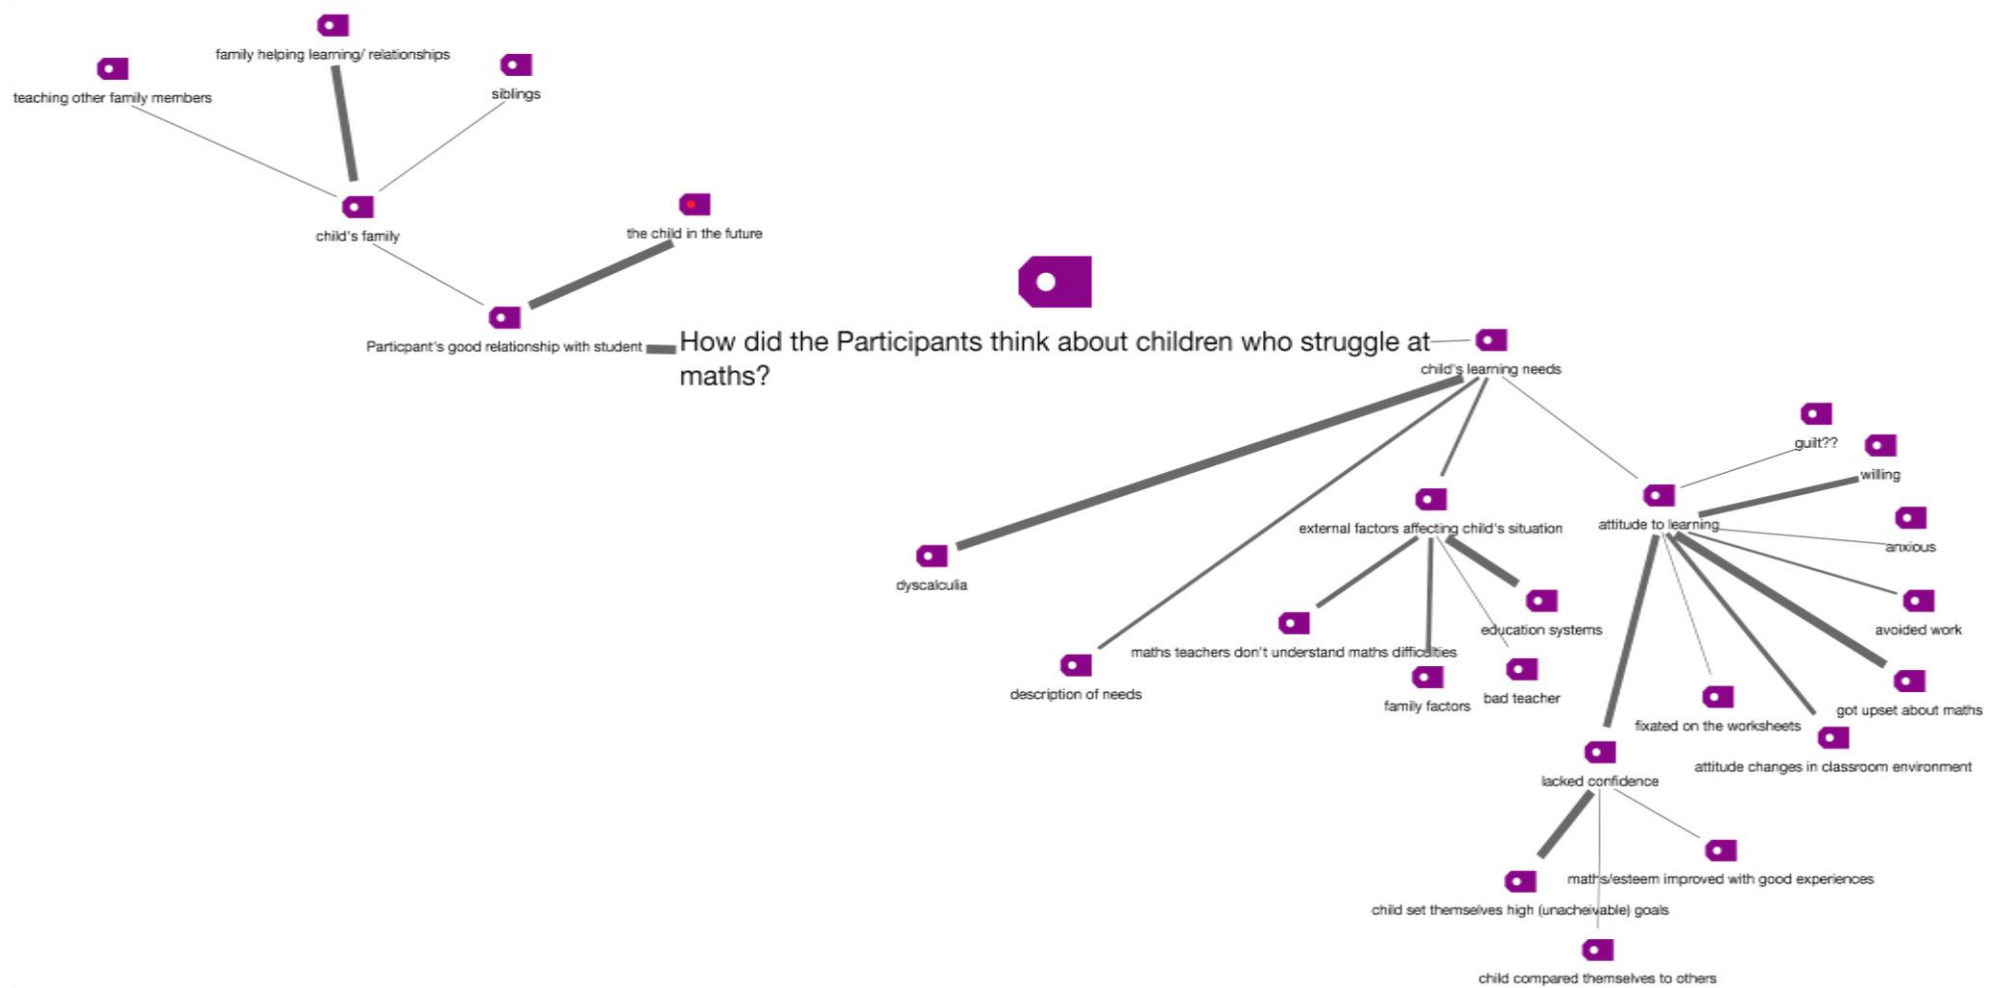 family helping learning/ relationships
teaching other family members
siblings
child's family
the child in the future
Particpant's good relationship with student
How did the Participants think about children who struggle at
maths?
child's learning needs
guilt??
willing
external factors affecting child's situation
attitude to learning
anxious
dyscalculia
education systems
avoided work
maths teachers don't understand maths difficulties
description of needs
family factors
bad teacher
fixated on the worksheets
got upset about maths
attitude changes in classroom environment
lacked confidence
maths/esteem improved with good experiences
child set themselves high (unacheivable) goals
child compared themselves to others